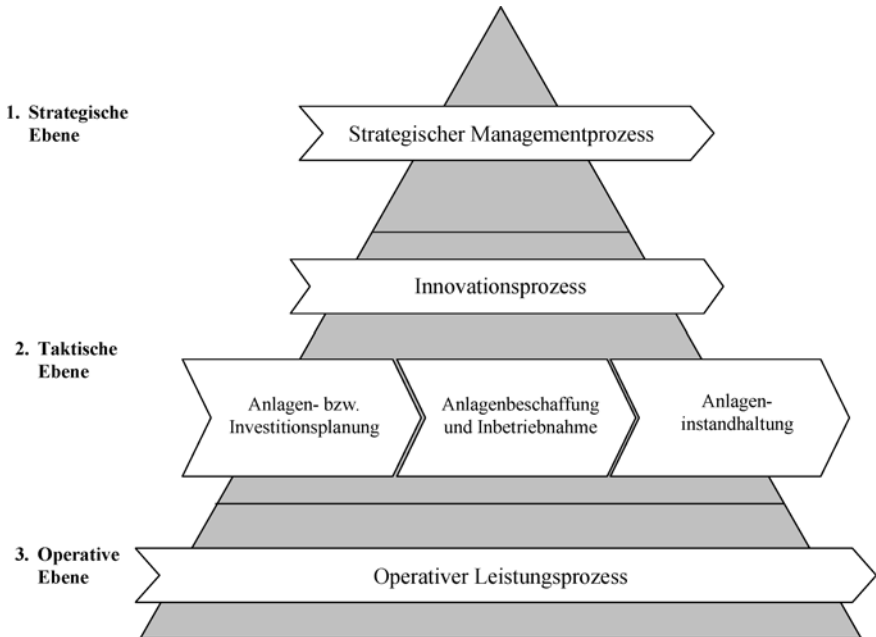 1. Strategische
Ebene
Strategischer Managementprozess
Innovationsprozess
2. Taktische
Ebene
Anlagen- bzw.
Investitionsplanung
Anlagenbeschaffung
und Inbetriebnahme
Anlagen-
instandhaltung
3. Operative
Ebene
Operativer Leistungsprozess